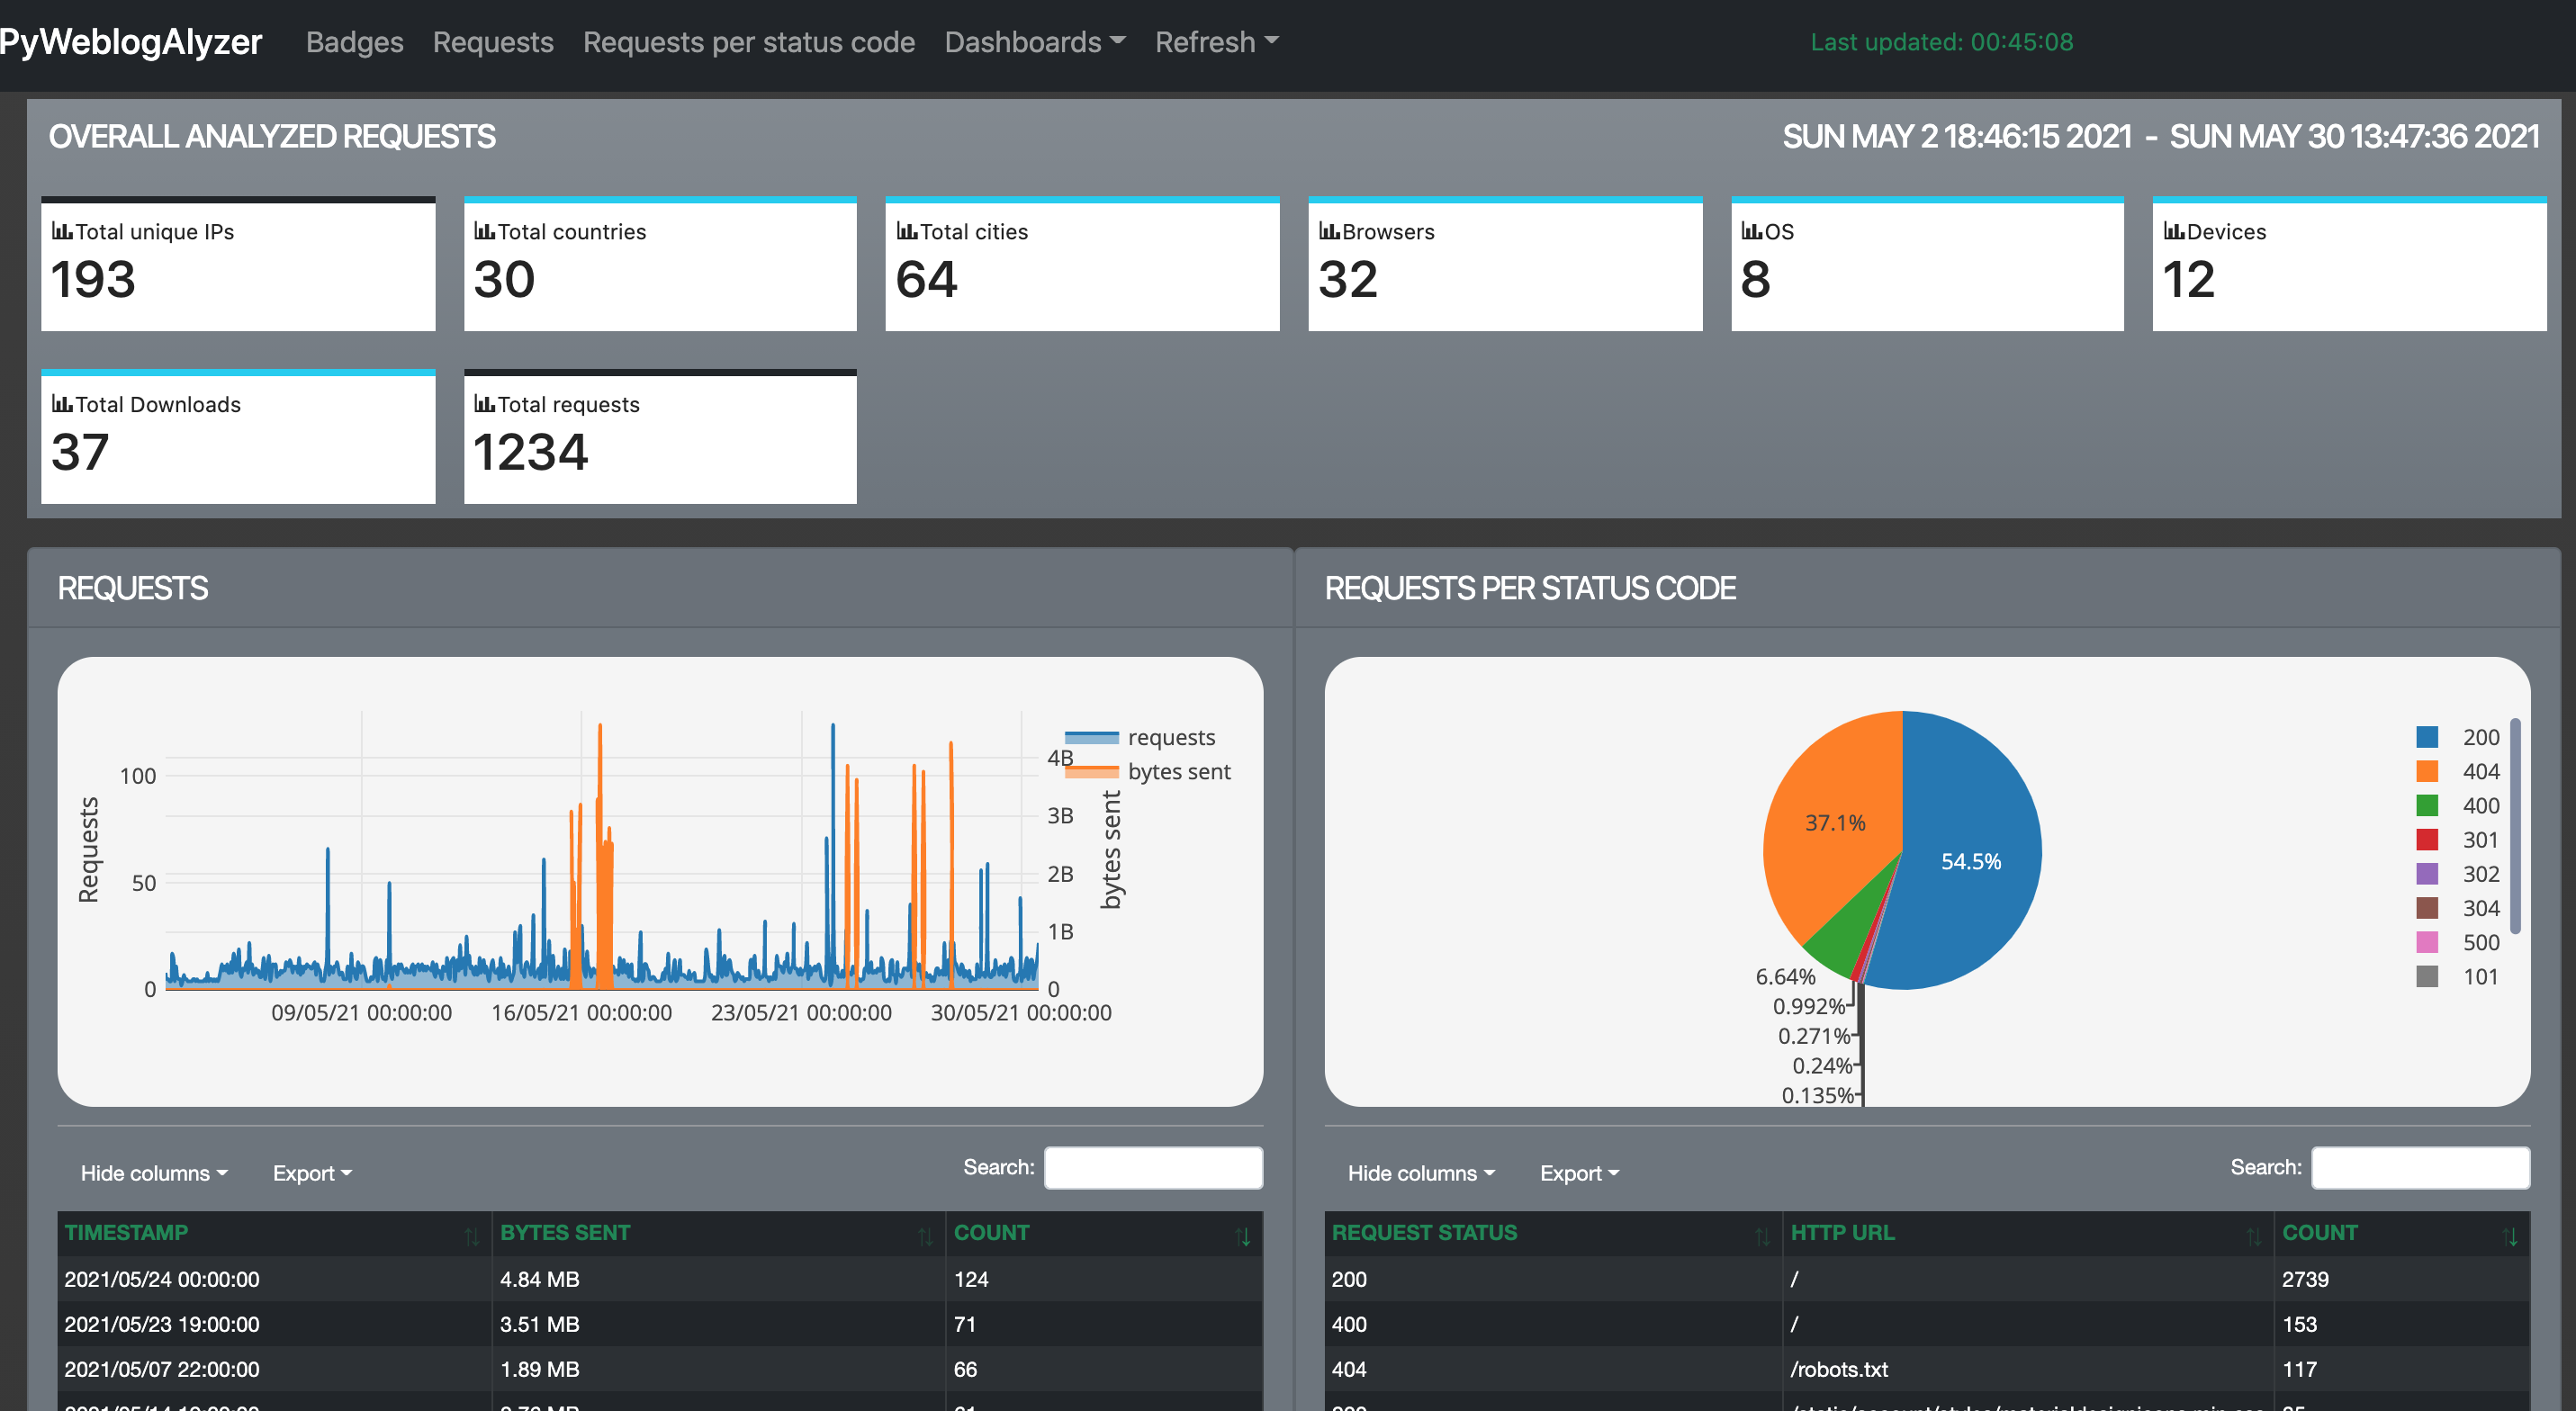 PyWeblogAlyzer Badges Requests Requests per status code Dashboards Refresh Last updated: 00:45:08
OVERALL ANALYZED REQUESTS SUN MAY 2 18:46:15 2021 - SUN MAY 30 13:47:36 2021
Total unique IPs
193
Total countries
30
Total cities
64
Browsers
32
OS
8
Devices
12
Total Downloads
37
Total requests
1234
REQUESTS
requests
bytes sent
Requests
100
50
0
4B
3B
2B
1B
0
bytes sent
09/05/21 00:00:00 16/05/21 00:00:00 23/05/21 00:00:00 30/05/21 00:00:00
Hide columns Export Search:
TIMESTAMP BYTES SENT COUNT
2021/05/24 00:00:00 4.84 MB 124
2021/05/23 19:00:00 3.51 MB 71
2021/05/07 22:00:00 1.89 MB 66
REQUESTS PER STATUS CODE
37.1%
54.5%
6.64%
0.992%
0.271%
0.24%
0.135%
200
404
400
301
302
304
500
101
Hide columns Export Search:
REQUEST STATUS HTTP URL COUNT
200 / 2739
400 / 153
404 /robots.txt 117